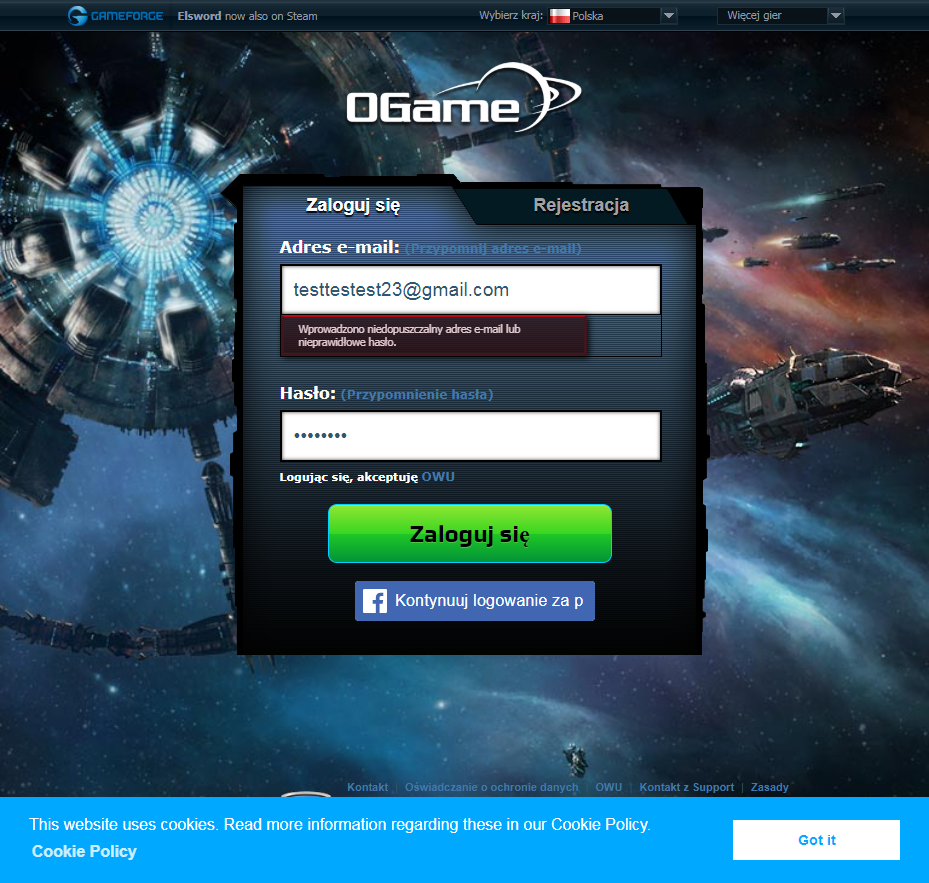 GAMEFORGE Elsword now also on Steam Wybierz kraj: Polska Więcej gier
OGame
Zaloguj się Rejestracja
Adres e-mail: (Przypomnij adres e-mail)
testtestest23@gmail.com
Wprowadzono niedopuszczalny adres e-mail lub
nieprawidłowe hasło.
Hasło: (Przypomnienie hasła)
••••••••
Logując się, akceptuję OWU
Zaloguj się
Kontynuuj logowanie za p
Kontakt | Oświadczanie o ochronie danych | OWU | Kontakt z Support | Zasady
This website uses cookies. Read more information regarding these in our Cookie Policy.
Cookie Policy
Got it